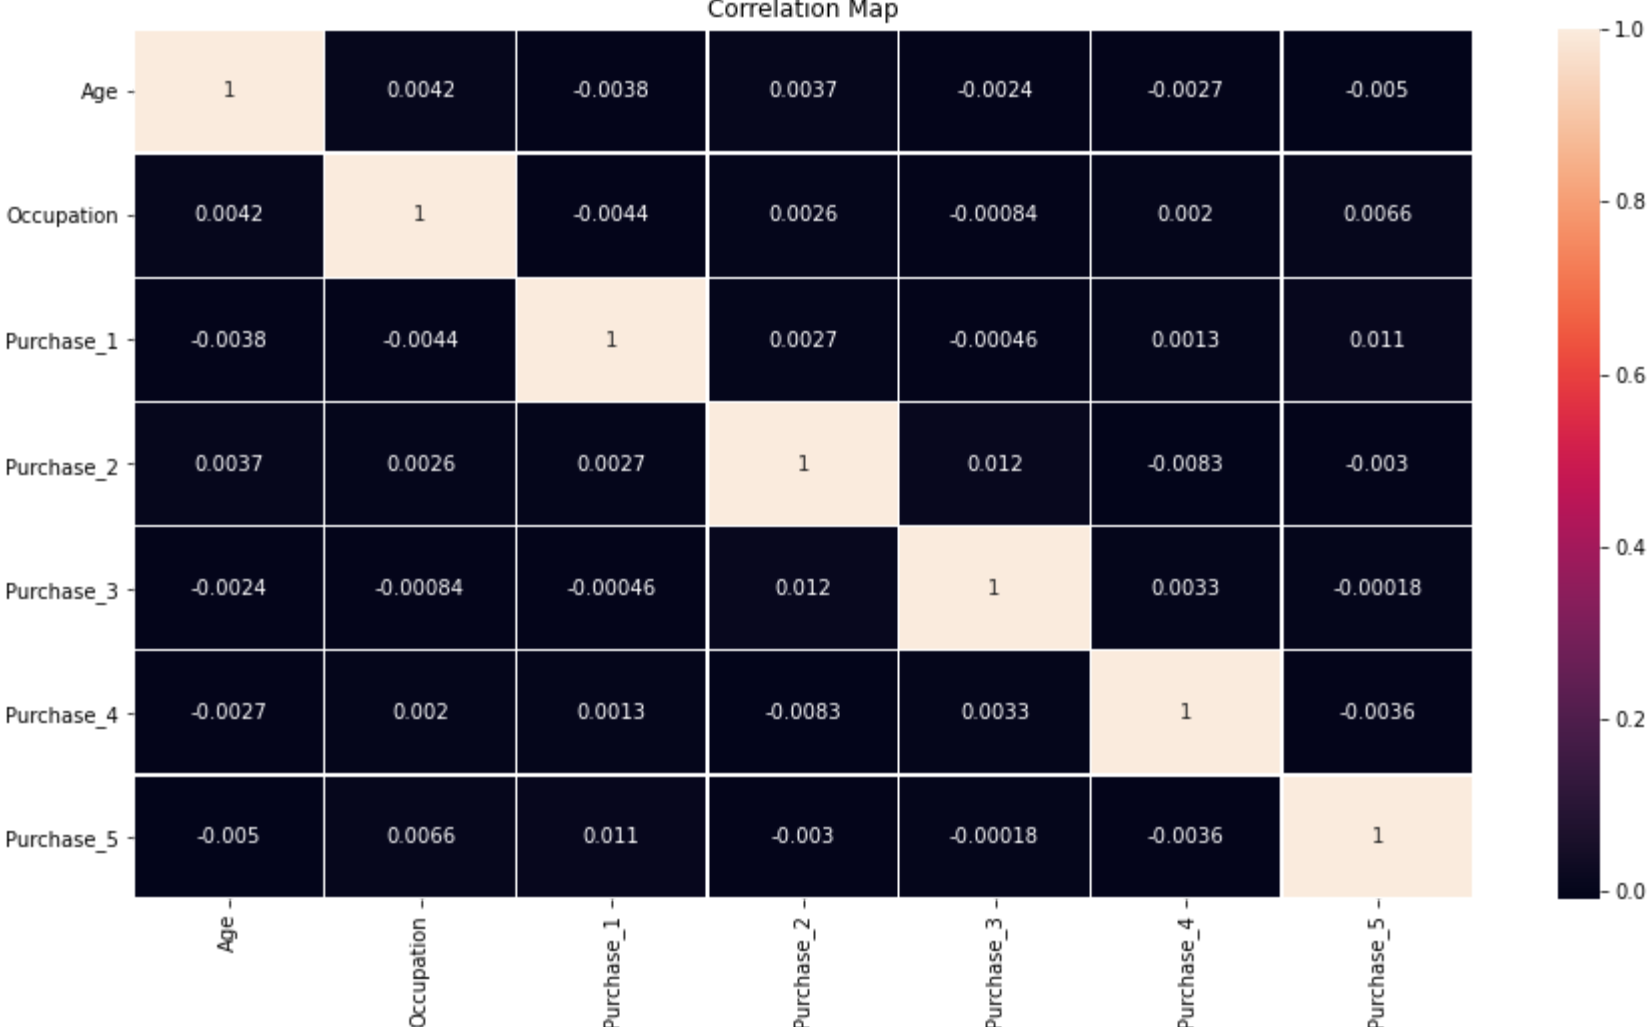 Correlation Map
Age 1 0.0042 -0.0038 0.0037 -0.0024 -0.0027 -0.005
Occupation 0.0042 1 -0.0044 0.0026 -0.00084 0.002 0.0066
Purchase_1 -0.0038 -0.0044 1 0.0027 -0.00046 0.0013 0.011
Purchase_2 0.0037 0.0026 0.0027 1 0.012 -0.0083 -0.003
Purchase_3 -0.0024 -0.00084 -0.00046 0.012 1 0.0033 -0.00018
Purchase_4 -0.0027 0.002 0.0013 -0.0083 0.0033 1 -0.0036
Purchase_5 -0.005 0.0066 0.011 -0.003 -0.00018 -0.0036 1
Age
Occupation
Purchase_1
Purchase_2
Purchase_3
Purchase_4
Purchase_5
1.0
0.8
0.6
0.4
0.2
0.0